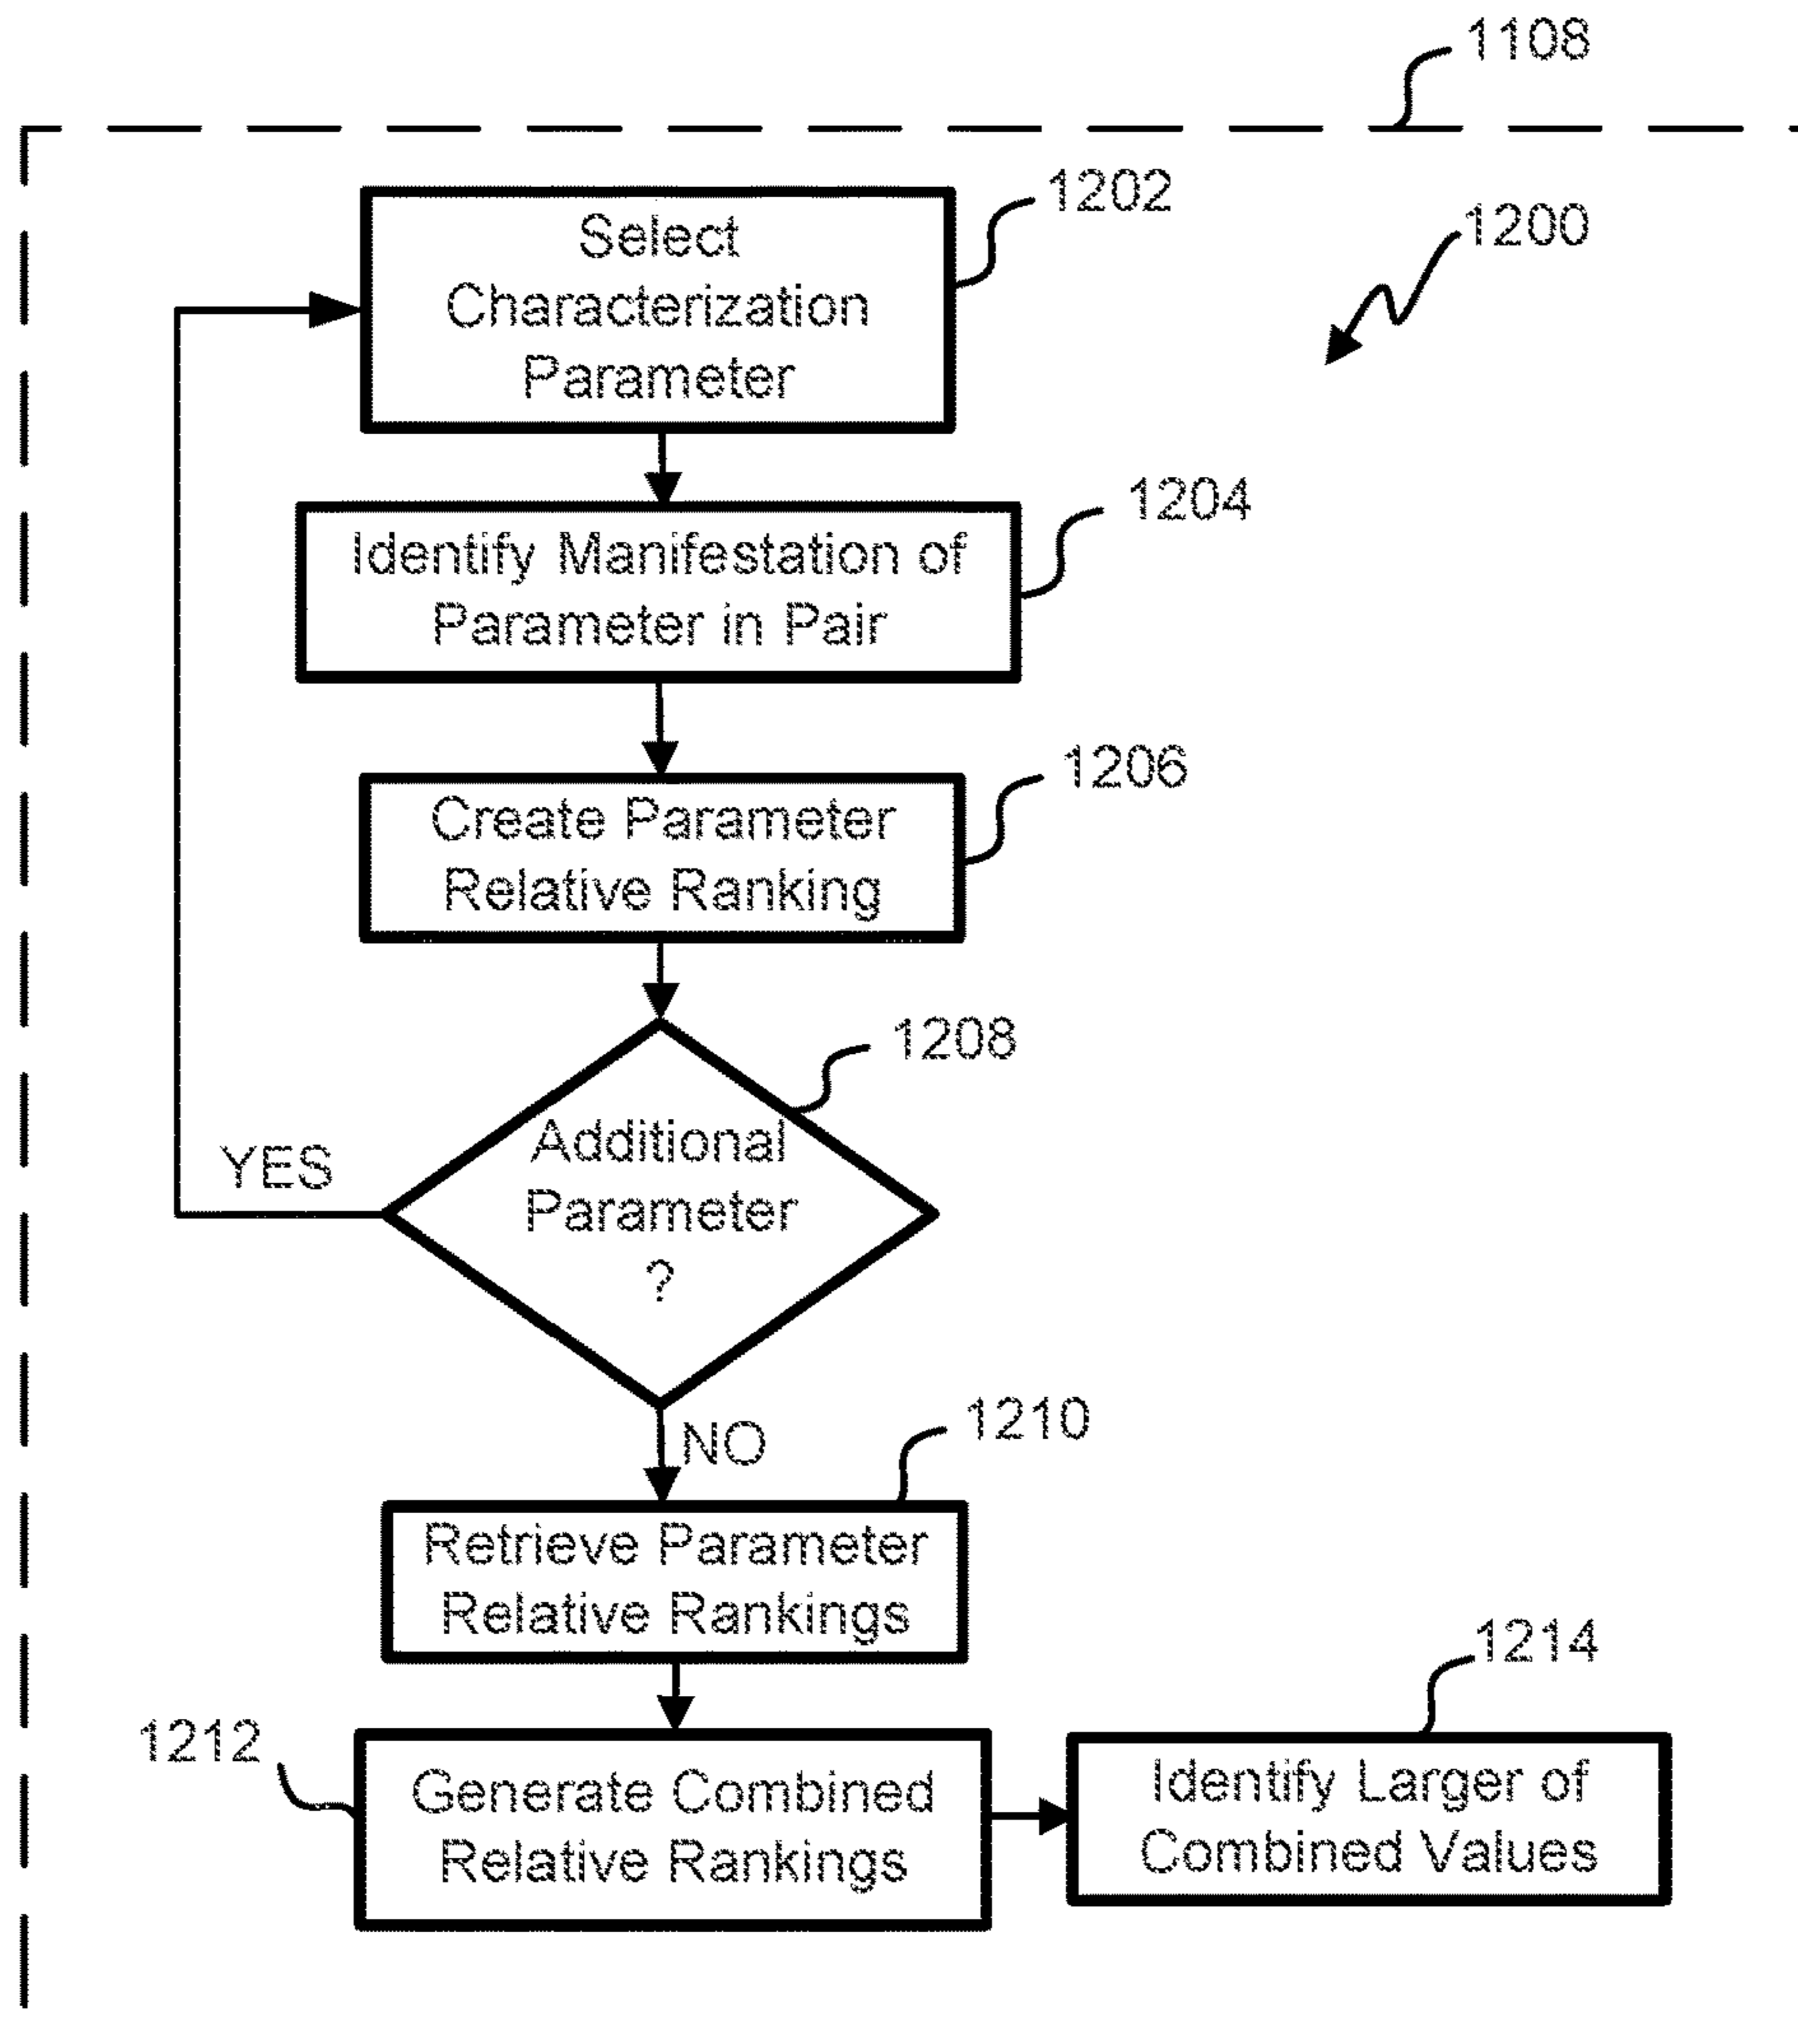 1108
1202
1200
Select
Characterization
Parameter
1204
Identify Manifestation of
Parameter in Pair
1206
Create Parameter
Relative Ranking
1208
Additional
Parameter
?
YES
NO
1210
Retrieve Parameter
Relative Rankings
1214
1212
Generate Combined
Relative Rankings
Identify Larger of
Combined Values